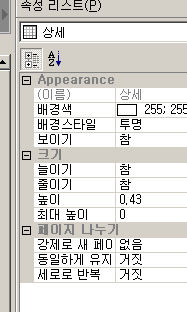 속성 리스트(P)
상세
Appearance
(이름) 상세
배경색 255; 255
배경스타일 투명
보이기 참
크기
늘이기 참
줄이기 참
높이 0,43
최대 높이 0
페이지 나누기
강제로 새 페이 없음
동일하게 유지 거짓
세로로 반복 거짓